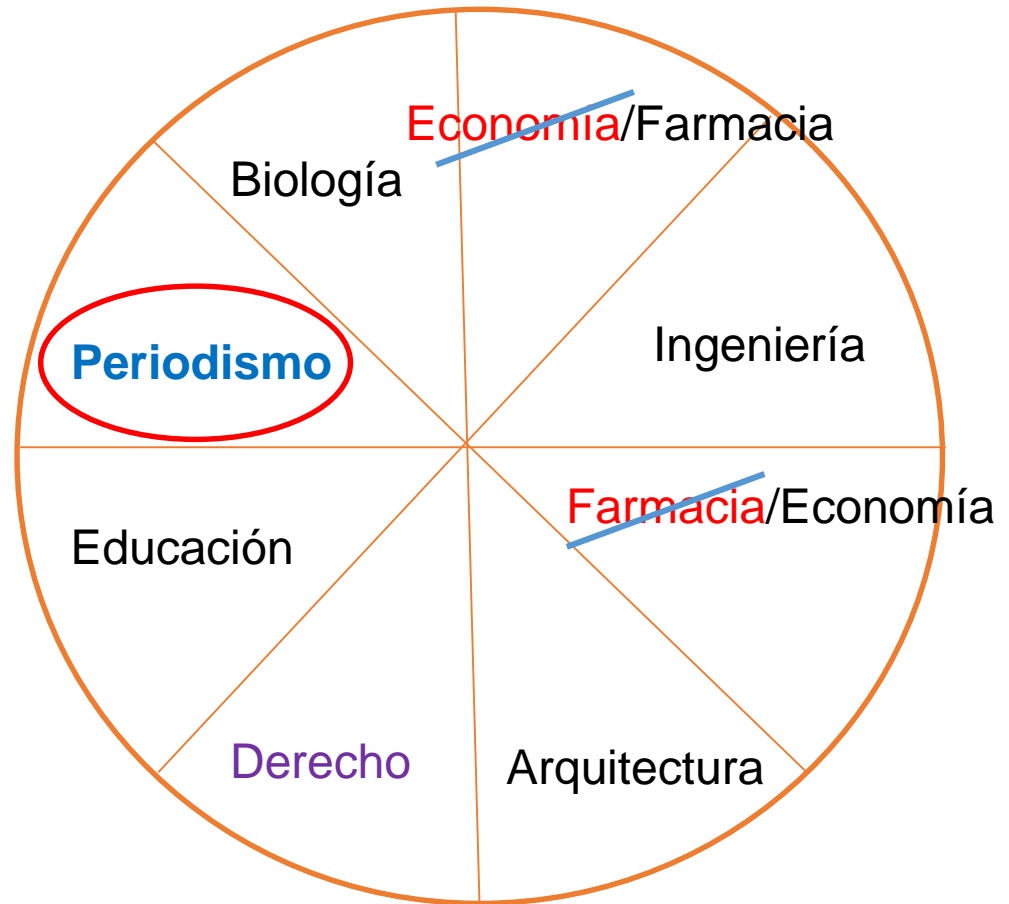 Economía/Farmacia
Biología
Ingeniería
Periodismo
Farmacia/Economía
Educación
Derecho
Arquitectura